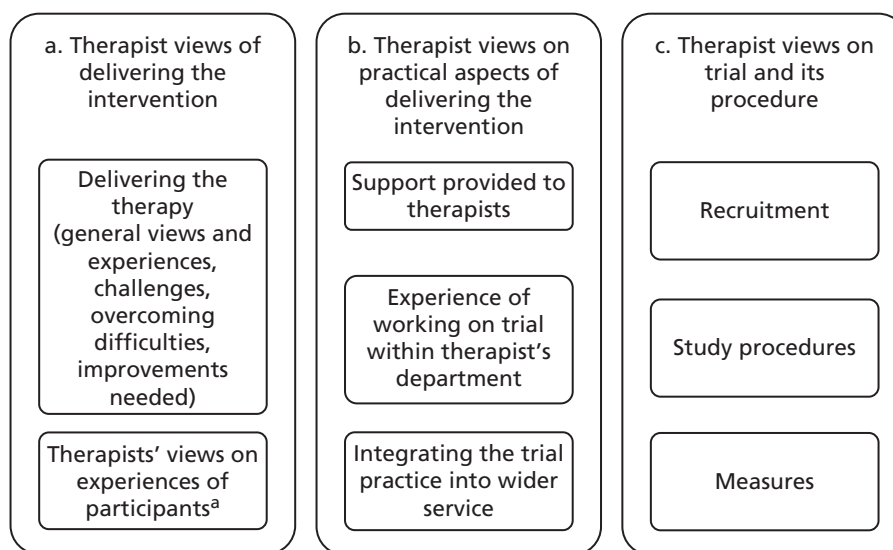 a. Therapist views of
delivering the
intervention
Delivering the
therapy
(general views and
experiences,
challenges,
overcoming
difficulties,
improvements
needed)
Therapists’ views on
experiences of
participantsª
b. Therapist views on
practical aspects of
delivering the
intervention
Support provided to
therapists
Experience of
working on trial
within therapist’s
department
Integrating the trial
practice into wider
service
c. Therapist views on
trial and its
procedure
Recruitment
Study procedures
Measures